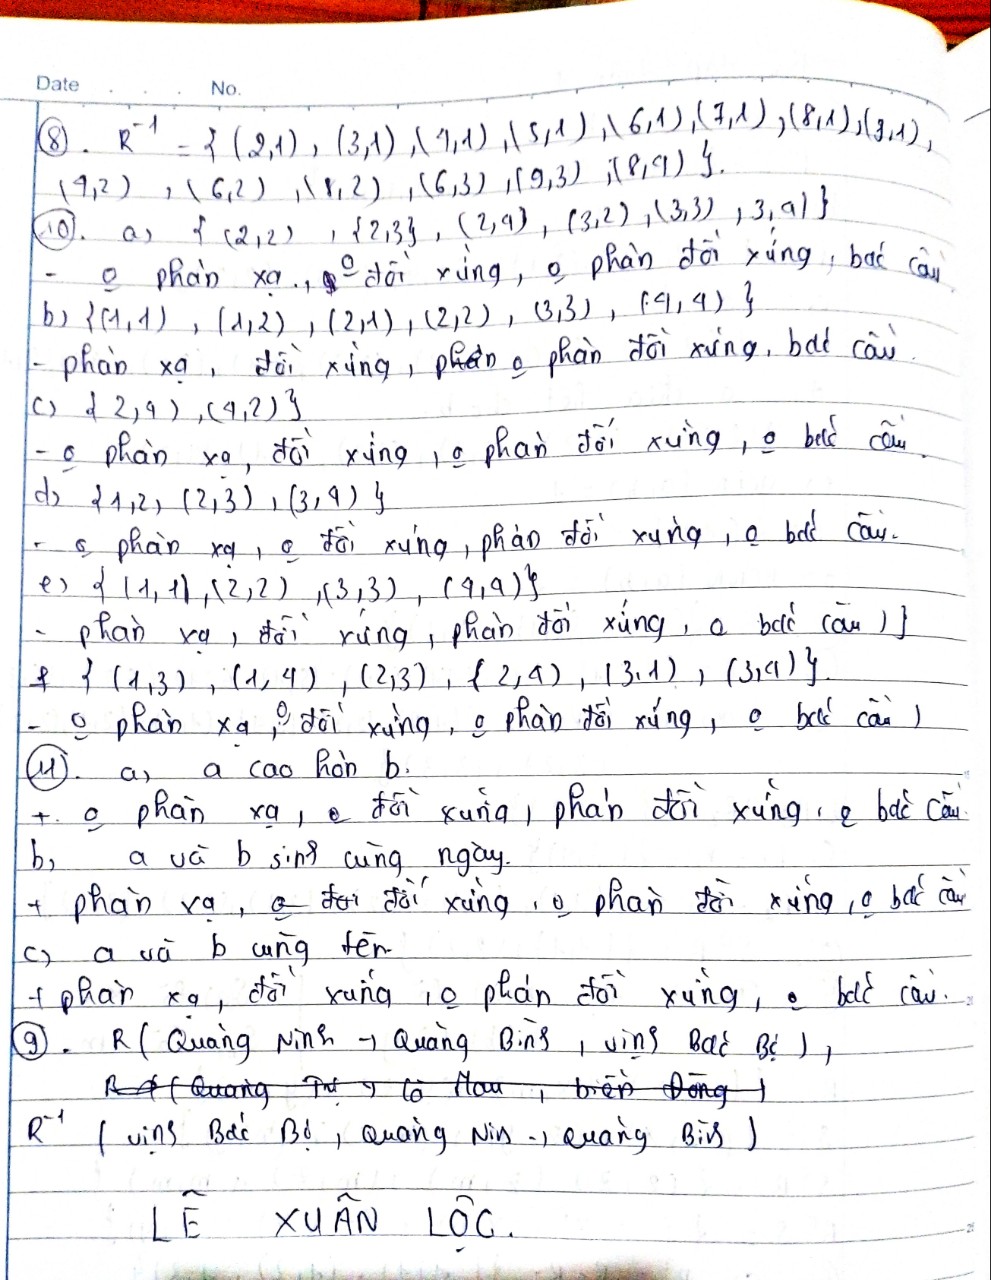 Date No.
⑧. R⁻¹ = { (2,1), (3,1), (4,1), (5,1), (6,1), (7,1), (8,1), (9,1),
(4,2), (6,2), (8,2), (6,3), (9,3), (8,4) }.
⑩. a) { (2,2), {2,3}, (2,4), (3,2), (3,3), 3,4) }
- o phản xạ, o đối xứng, o phản đối xứng, bắc cầu
b) {(1,1), (1,2), (2,1), (2,2), (3,3), (4,4) }
- phản xạ, đối xứng, o phản đối xứng, bắc cầu.
c) { 2,4), (4,2) }
- o phản xạ, đối xứng, o phản đối xứng, o bắc cầu.
d) {1,2, (2,3), (3,4) }
- o phản xạ, o đối xứng, phản đối xứng, o bắc cầu.
e) { (1,1), (2,2), (3,3), (4,4) }
- phản xạ, đối xứng, phản đối xứng, o bắc cầu ) }
f { (1,3), (1,4), (2,3), { 2,4), (3,1), (3,4) }.
- o phản xạ, o đối xứng, o phản đối xứng, o bắc cầu )
⑪. a) a cao hơn b.
+. o phản xạ, o đối xứng, phản đối xứng, o bắc cầu.
b) a và b sinh cùng ngày.
+ phản xạ, đối xứng, o phản đối xứng, o bắc cầu
c) a và b cùng tên
+ phản xạ, đối xứng, o phản đối xứng, o bắc cầu.
⑨. R ( Quảng Ninh → Quảng Bình, vịnh Bắc Bộ ),
R ( Quảng Trị → Cà Mau, biển Đông )
R⁻¹ ( vịnh Bắc Bộ, Quảng Nin → Quảng Bình )
LÊ XUÂN LỘC.